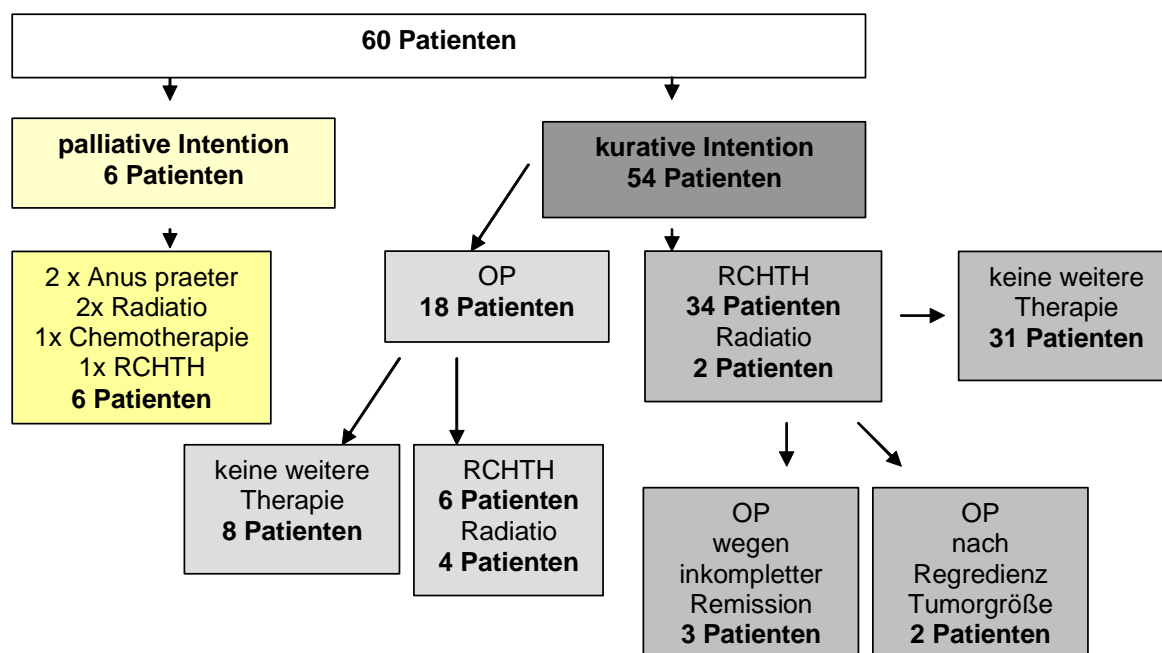 60 Patienten
palliative Intention
6 Patienten
kurative Intention
54 Patienten
2 x Anus praeter
2x Radiatio
1x Chemotherapie
1x RCHTH
6 Patienten
OP
18 Patienten
RCHTH
34 Patienten
Radiatio
2 Patienten
keine weitere
Therapie
31 Patienten
keine weitere
Therapie
8 Patienten
RCHTH
6 Patienten
Radiatio
4 Patienten
OP
wegen
inkompletter
Remission
3 Patienten
OP
nach
Regredienz
Tumorgröße
2 Patienten